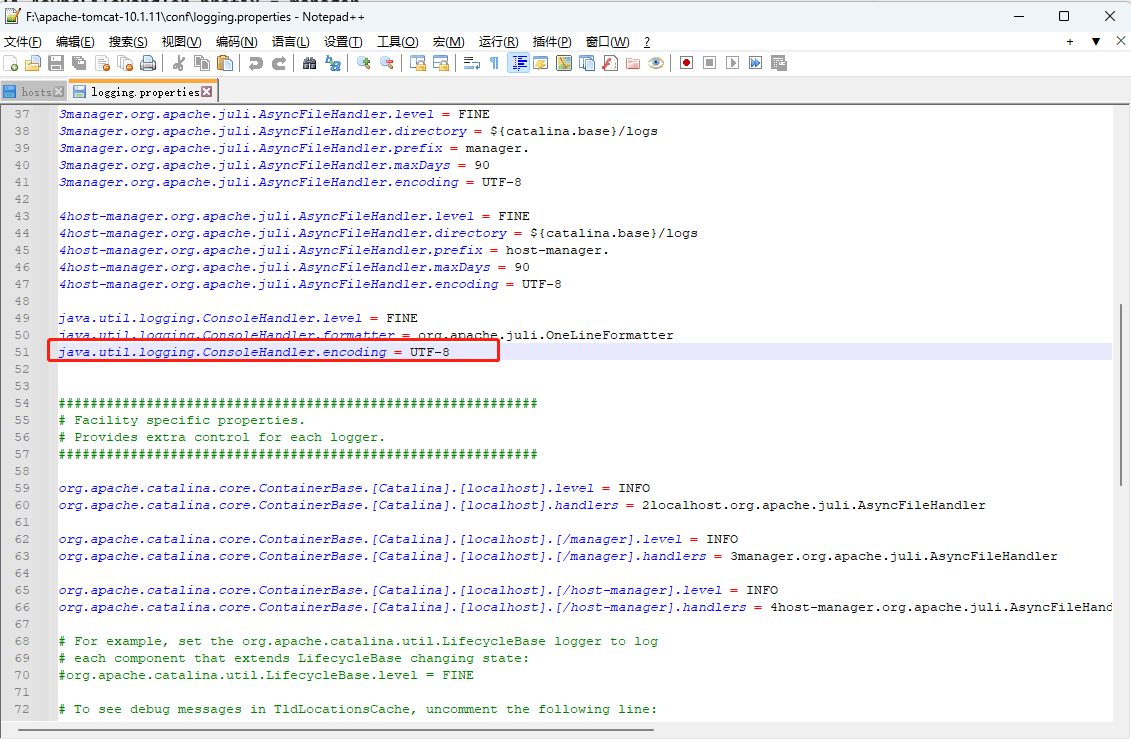 F:\apache-tomcat-10.1.11\conf\logging.properties - Notepad++
文件(F) 编辑(E) 搜索(S) 视图(V) 编码(N) 语言(L) 设置(T) 工具(O) 宏(M) 运行(R) 插件(P) 窗口(W) ?
hosts logging.properties
37 3manager.org.apache.juli.AsyncFileHandler.level = FINE
38 3manager.org.apache.juli.AsyncFileHandler.directory = ${catalina.base}/logs
39 3manager.org.apache.juli.AsyncFileHandler.prefix = manager.
40 3manager.org.apache.juli.AsyncFileHandler.maxDays = 90
41 3manager.org.apache.juli.AsyncFileHandler.encoding = UTF-8
42
43 4host-manager.org.apache.juli.AsyncFileHandler.level = FINE
44 4host-manager.org.apache.juli.AsyncFileHandler.directory = ${catalina.base}/logs
45 4host-manager.org.apache.juli.AsyncFileHandler.prefix = host-manager.
46 4host-manager.org.apache.juli.AsyncFileHandler.maxDays = 90
47 4host-manager.org.apache.juli.AsyncFileHandler.encoding = UTF-8
48
49 java.util.logging.ConsoleHandler.level = FINE
50 java.util.logging.ConsoleHandler.formatter = org.apache.juli.OneLineFormatter
51 java.util.logging.ConsoleHandler.encoding = UTF-8
52
53
54 ############################################################
55 # Facility specific properties.
56 # Provides extra control for each logger.
57 ############################################################
58
59 org.apache.catalina.core.ContainerBase.[Catalina].[localhost].level = INFO
60 org.apache.catalina.core.ContainerBase.[Catalina].[localhost].handlers = 2localhost.org.apache.juli.AsyncFileHandler
61
62 org.apache.catalina.core.ContainerBase.[Catalina].[localhost].[/manager].level = INFO
63 org.apache.catalina.core.ContainerBase.[Catalina].[localhost].[/manager].handlers = 3manager.org.apache.juli.AsyncFileHandler
64
65 org.apache.catalina.core.ContainerBase.[Catalina].[localhost].[/host-manager].level = INFO
66 org.apache.catalina.core.ContainerBase.[Catalina].[localhost].[/host-manager].handlers = 4host-manager.org.apache.juli.AsyncFileHand
67
68 # For example, set the org.apache.catalina.util.LifecycleBase logger to log
69 # each component that extends LifecycleBase changing state:
70 #org.apache.catalina.util.LifecycleBase.level = FINE
71
72 # To see debug messages in TldLocationsCache, uncomment the following line: